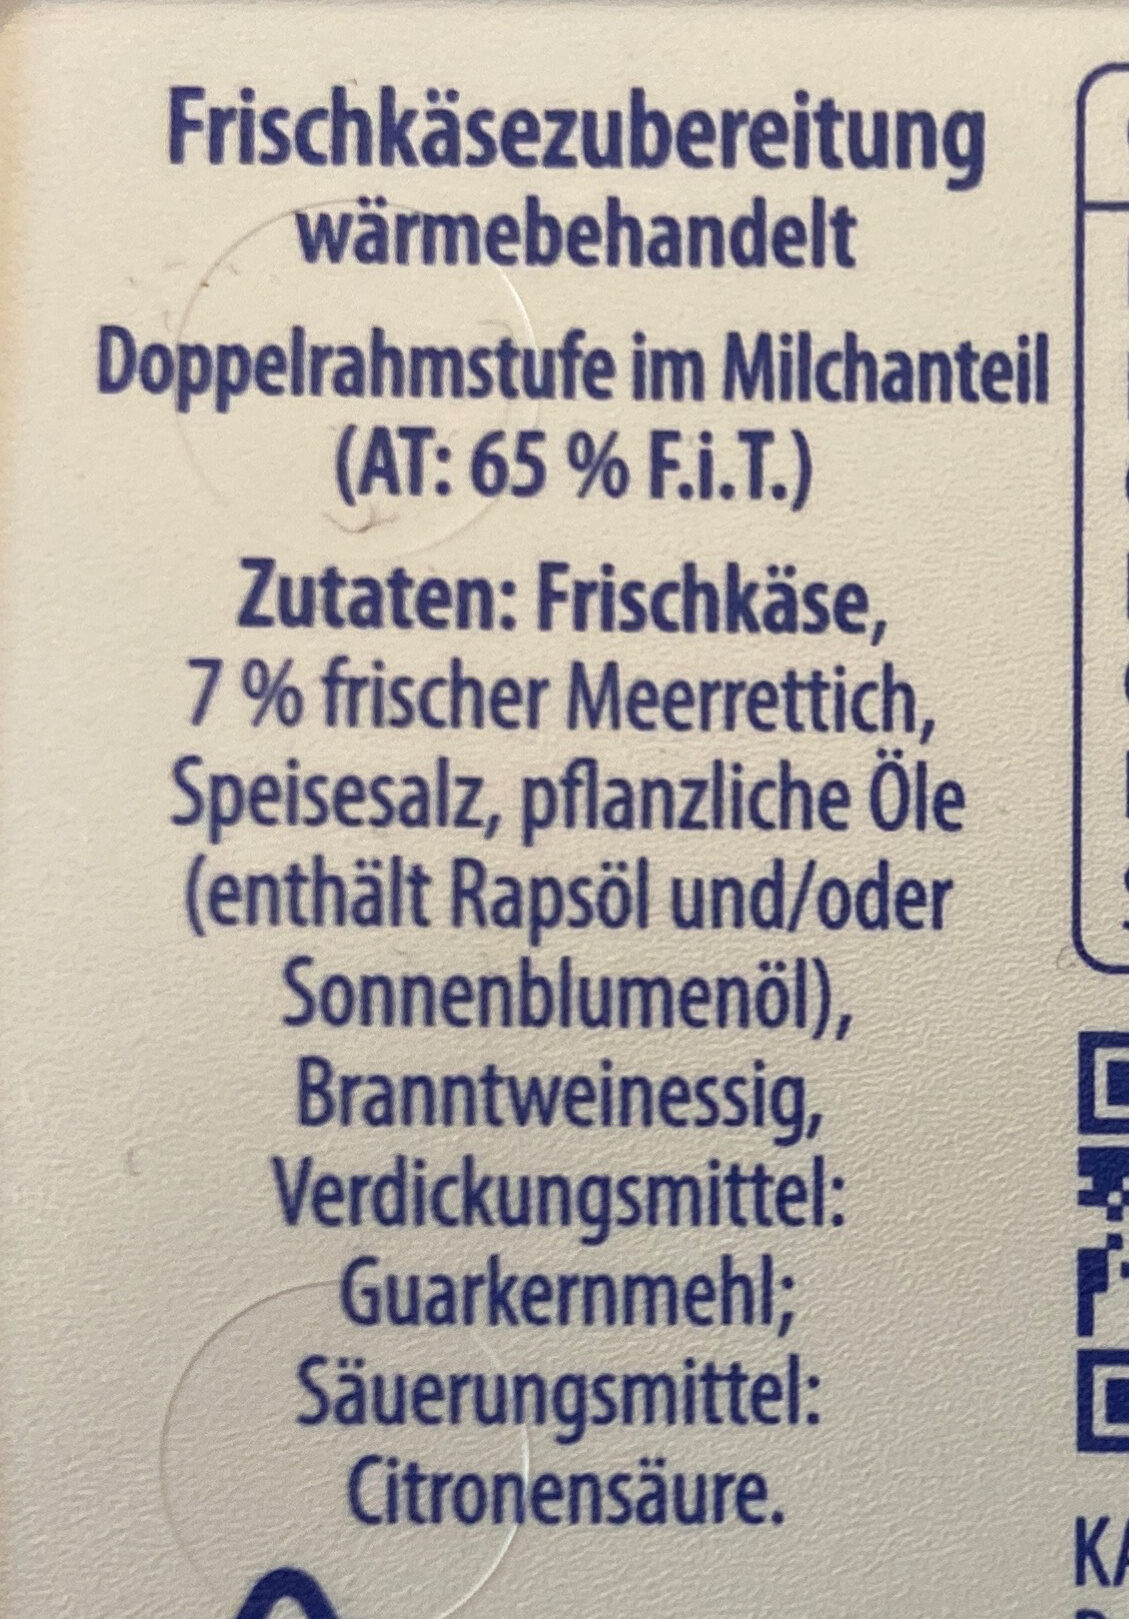 Frischkäsezubereitung
wärmebehandelt
Doppelrahmstufe im Milchanteil
(AT: 65 % F.i.T.)
Zutaten: Frischkäse,
7 % frischer Meerrettich,
Speisesalz, pflanzliche Öle
(enthält Rapsöl und/oder
Sonnenblumenöl),
Branntweinessig,
Verdickungsmittel:
Guarkernmehl;
Säuerungsmittel:
Citronensäure.